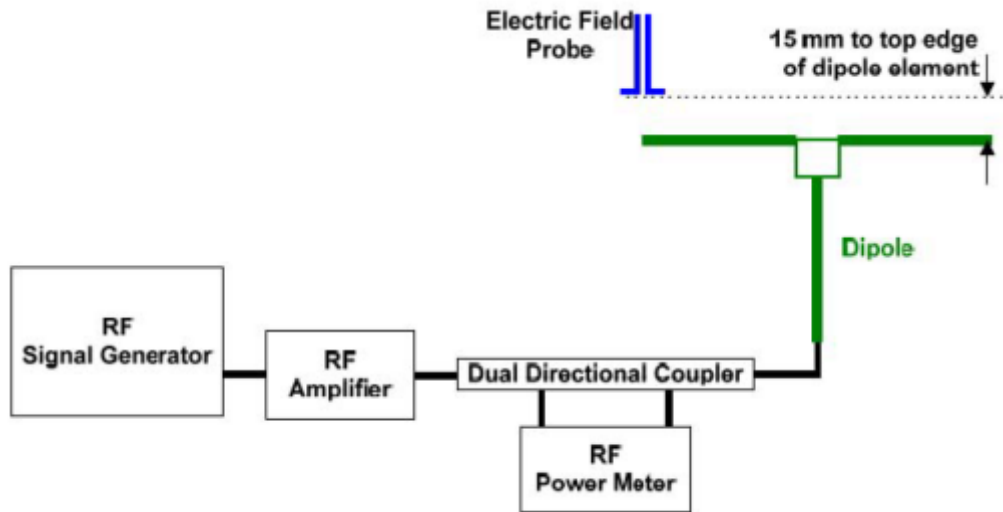 Electric Field
Probe
15 mm to top edge
of dipole element
Dipole
RF
Signal Generator
RF
Amplifier
Dual Directional Coupler
RF
Power Meter